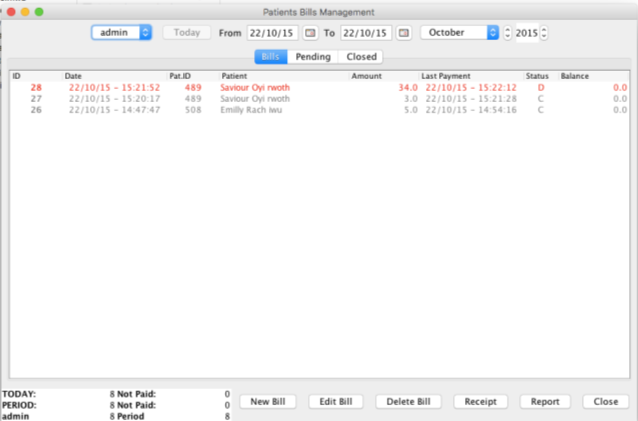 Patients Bills Management
admin Today From 22/10/15 To 22/10/15 October 2015
Bills Pending Closed
ID Date Pat.ID Patient Amount Last Payment Status Balance
28 22/10/15 - 15:21:52 489 Saviour Oyi rwoth 34.0 22/10/15 - 15:22:12 D 0.0
27 22/10/15 - 15:20:17 489 Saviour Oyi rwoth 3.0 22/10/15 - 15:21:28 C 0.0
26 22/10/15 - 14:47:47 508 Emilly Rach iwu 5.0 22/10/15 - 14:54:16 C 0.0
TODAY: 8 Not Paid: 0
PERIOD: 8 Not Paid: 0
admin 8 Period 8
New Bill Edit Bill Delete Bill Receipt Report Close